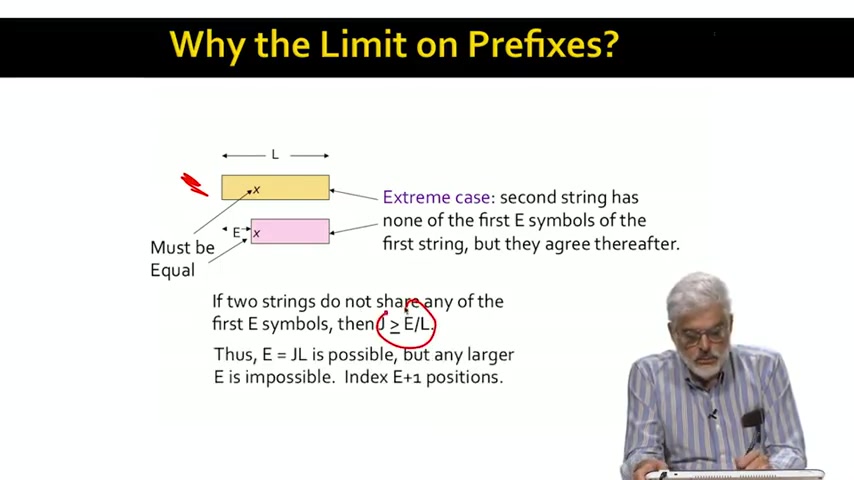 Why the Limit on Prefixes?
L
x
Extreme case: second string has
none of the first E symbols of the
first string, but they agree thereafter.
E
x
Must be
Equal
If two strings do not share any of the
first E symbols, then J ≥ E/L.
Thus, E = JL is possible, but any larger
E is impossible. Index E+1 positions.